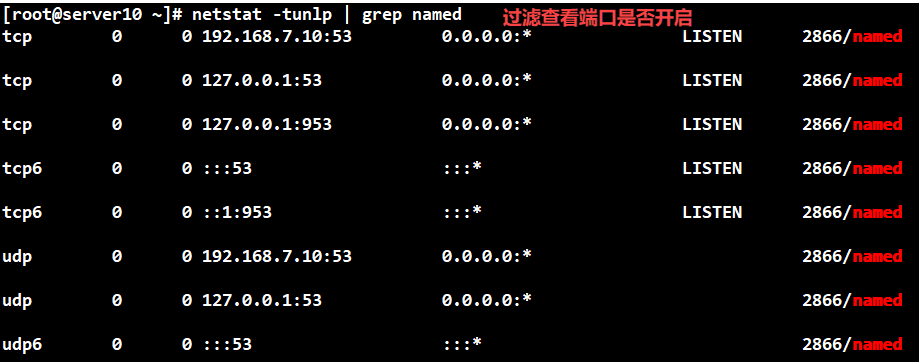 [root@server10 ~]# netstat -tunlp | grep named 过滤查看端口是否开启
tcp 0 0 192.168.7.10:53 0.0.0.0:* LISTEN 2866/named
tcp 0 0 127.0.0.1:53 0.0.0.0:* LISTEN 2866/named
tcp 0 0 127.0.0.1:953 0.0.0.0:* LISTEN 2866/named
tcp6 0 0 :::53 :::* LISTEN 2866/named
tcp6 0 0 ::1:953 :::* LISTEN 2866/named
udp 0 0 192.168.7.10:53 0.0.0.0:* 2866/named
udp 0 0 127.0.0.1:53 0.0.0.0:* 2866/named
udp6 0 0 :::53 :::* 2866/named